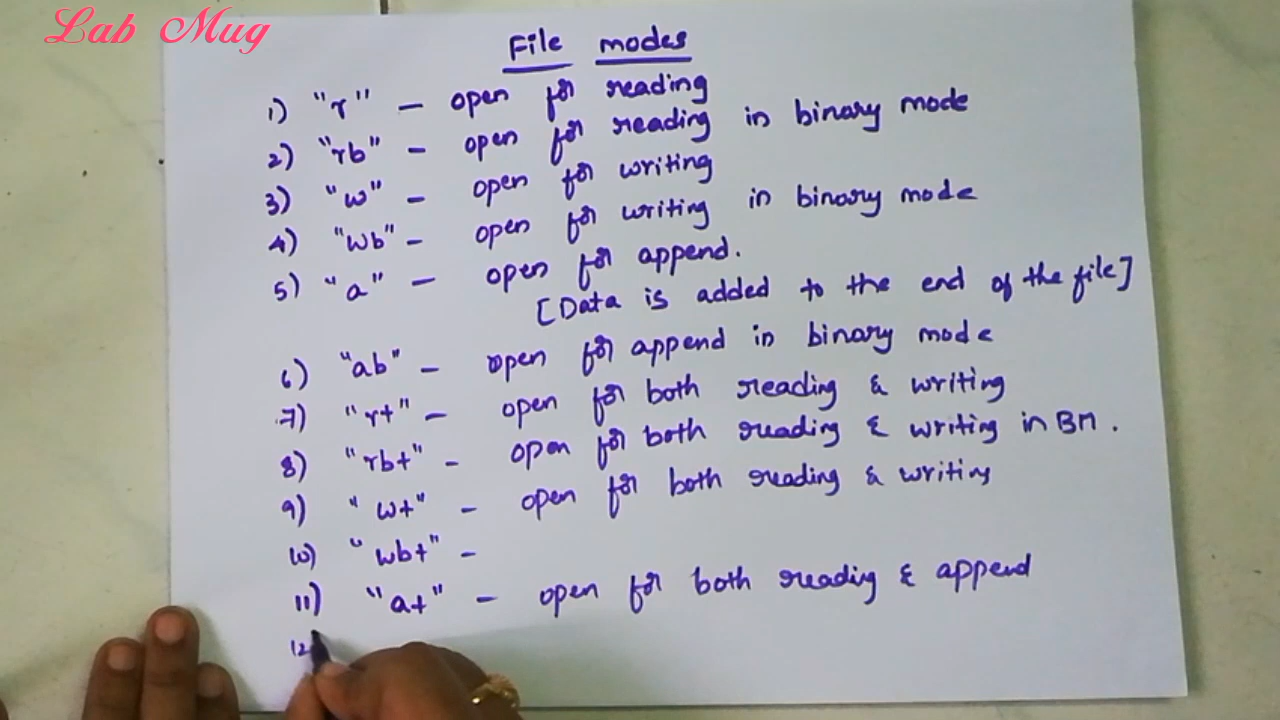 Lab Mug
File modes
1) "r" - open for reading
2) "rb" - open for reading in binary mode
3) "w" - open for writing
4) "wb" - open for writing in binary mode
5) "a" - open for append.
[Data is added to the end of the file]
6) "ab" - open for append in binary mode
7) "r+" - open for both reading & writing
8) "rb+" - open for both reading & writing in BM.
9) "w+" - open for both reading & writing
10) "wb+" -
11) "a+" - open for both reading & append
12